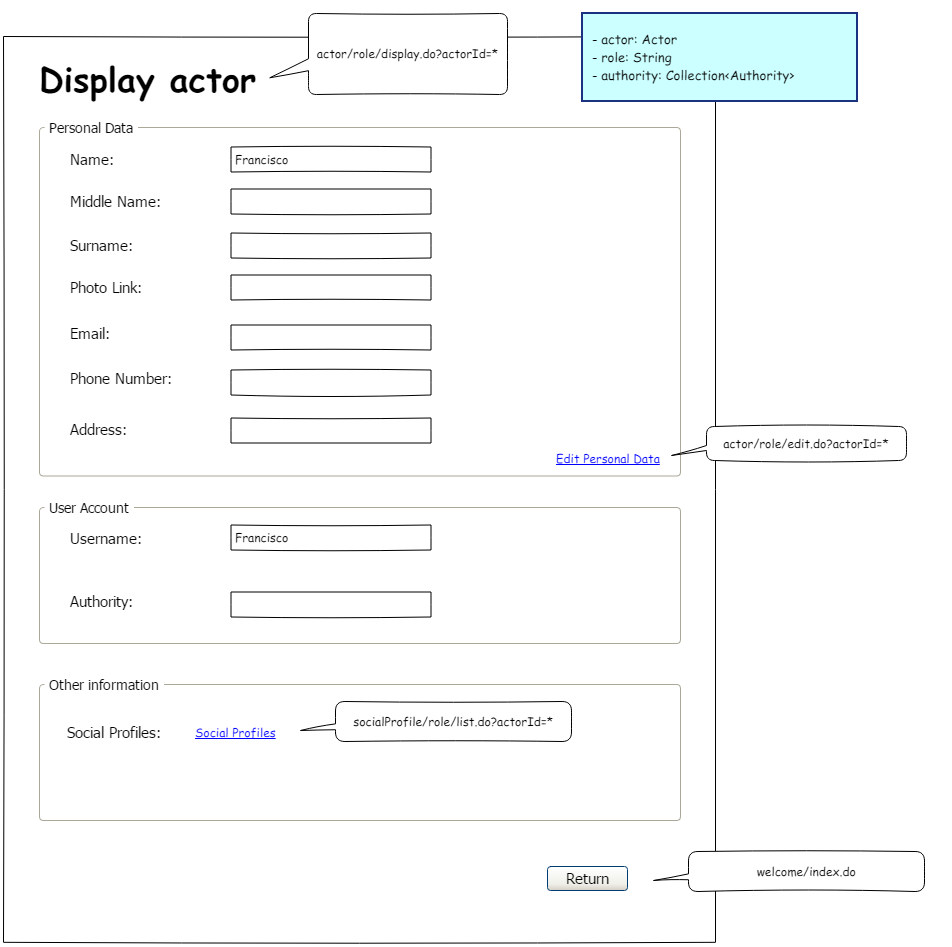 actor/role/display.do?actorId=*
- actor: Actor
- role: String
- authority: Collection<Authority>
Display actor
Personal Data
Name:
Francisco
Middle Name:
Surname:
Photo Link:
Email:
Phone Number:
Address:
Edit Personal Data
actor/role/edit.do?actorId=*
User Account
Username:
Francisco
Authority:
Other information
Social Profiles:
Social Profiles
socialProfile/role/list.do?actorId=*
Return
welcome/index.do